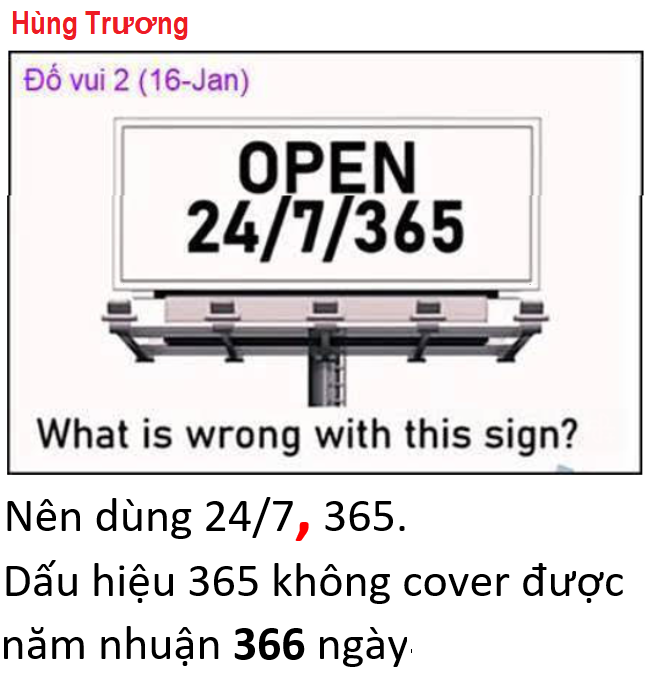 Hùng Trương
Đố vui 2 (16-Jan)
OPEN
24/7/365
What is wrong with this sign?
Nên dùng 24/7, 365.
Dấu hiệu 365 không cover được
năm nhuận 366 ngày.